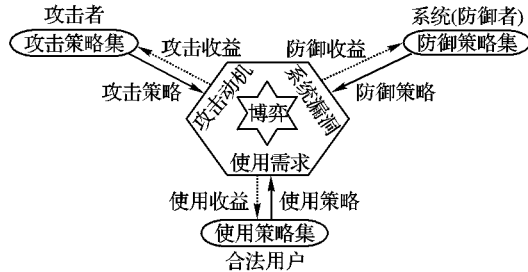 攻击者
系统(防御者)
攻击策略集
防御策略集
攻击收益
防御收益
攻击策略
防御策略
攻击动机
系统漏洞
博弈
使用需求
使用收益
使用策略
使用策略集
合法用户